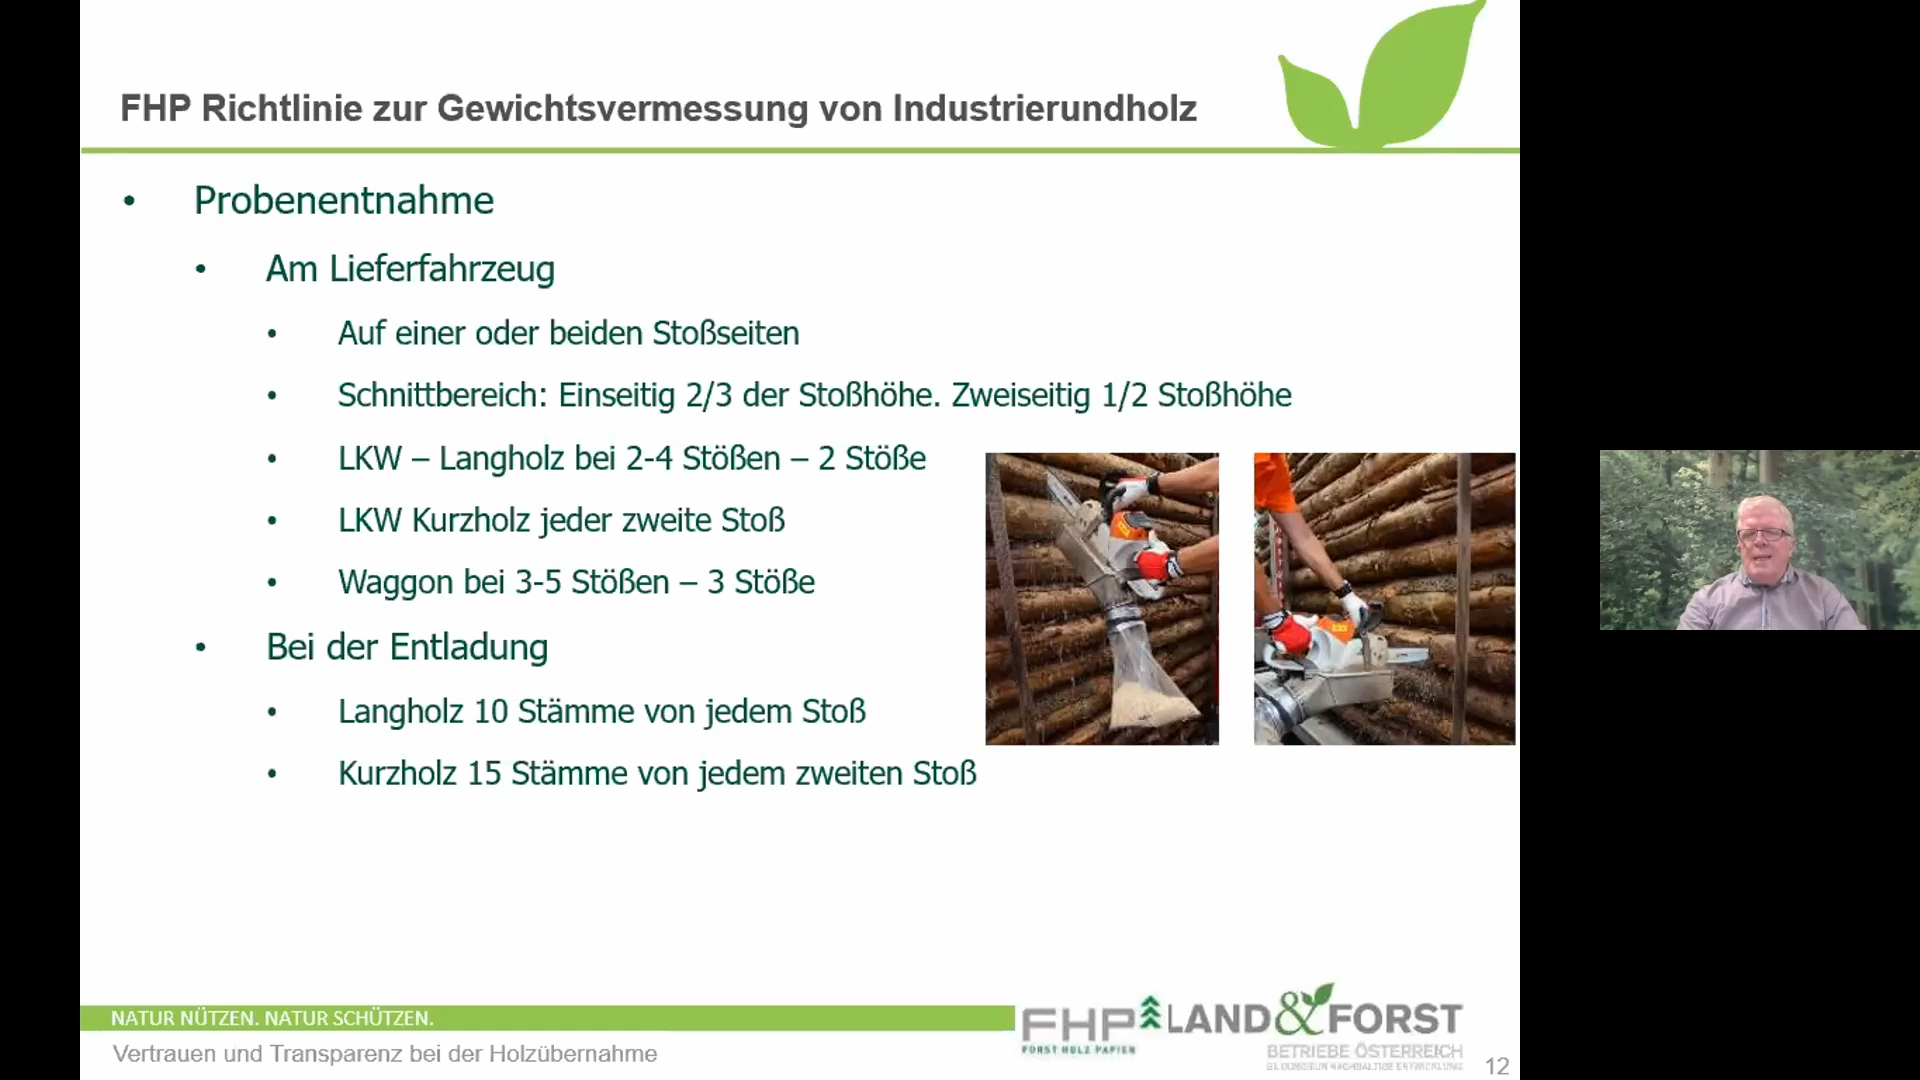 FHP Richtlinie zur Gewichtsvermessung von Industrierundholz
• Probenentnahme
• Am Lieferfahrzeug
• Auf einer oder beiden Stoßseiten
• Schnittbereich: Einseitig 2/3 der Stoßhöhe. Zweiseitig 1/2 Stoßhöhe
• LKW – Langholz bei 2-4 Stößen – 2 Stöße
• LKW Kurzholz jeder zweite Stoß
• Waggon bei 3-5 Stößen – 3 Stöße
• Bei der Entladung
• Langholz 10 Stämme von jedem Stoß
• Kurzholz 15 Stämme von jedem zweiten Stoß
NATUR NÜTZEN. NATUR SCHÜTZEN.
Vertrauen und Transparenz bei der Holzübernahme
FHP
FORST HOLZ PAPIER
LAND&FORST
BETRIEBE ÖSTERREICH
12